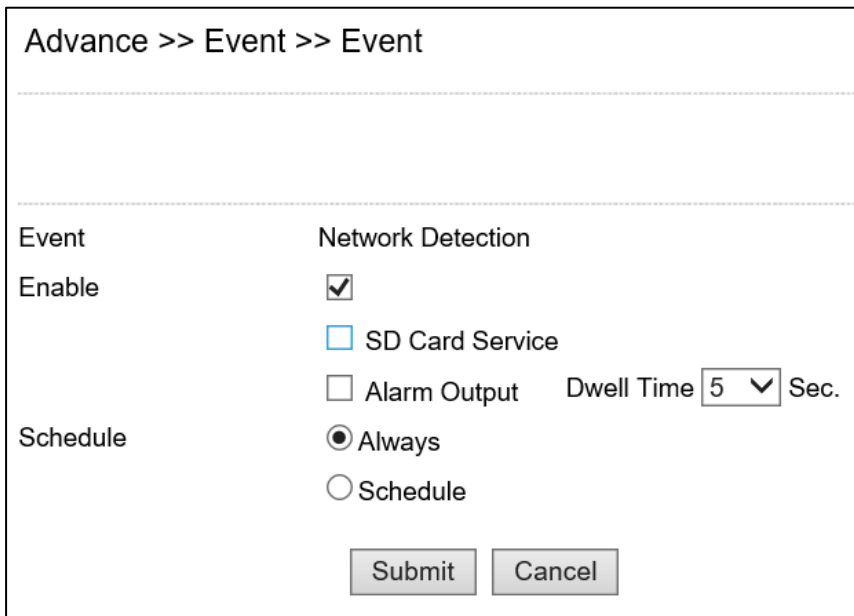 Advance >> Event >> Event
Event Network Detection
Enable
SD Card Service
Alarm Output Dwell Time 5 Sec.
Schedule Always
Schedule
Submit Cancel